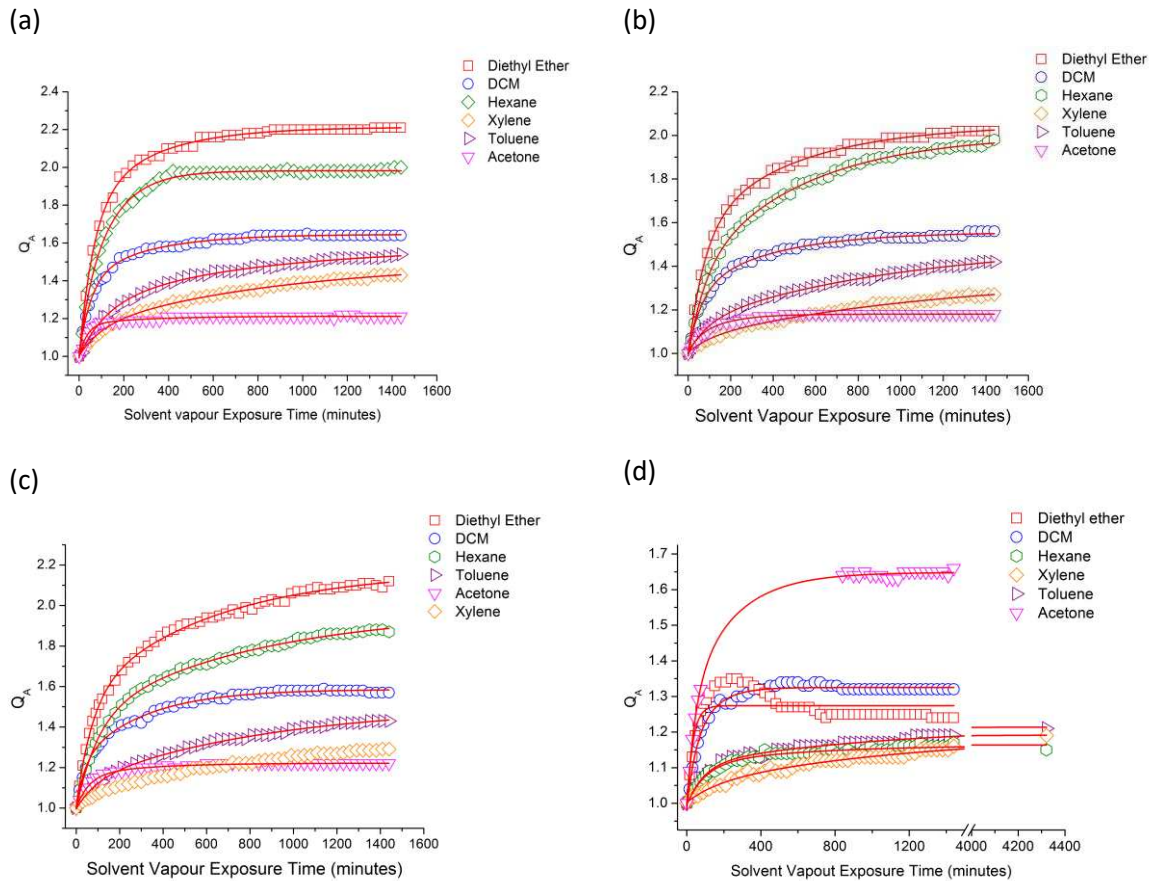 (a)
Diethyl Ether
DCM
Hexane
Xylene
Toluene
Acetone
2.4
2.2
2.0
1.8
1.6
1.4
1.2
1.0
Q_A
0 200 400 600 800 1000 1200 1400 1600
Solvent vapour Exposure Time (minutes)
(b)
Diethyl Ether
DCM
Hexane
Xylene
Toluene
Acetone
2.2
2.0
1.8
1.6
1.4
1.2
1.0
Q_A
0 200 400 600 800 1000 1200 1400 1600
Solvent Vapour Exposure Time (minutes)
(c)
Diethyl Ether
DCM
Hexane
Toluene
Acetone
Xylene
2.2
2.0
1.8
1.6
1.4
1.2
1.0
Q_A
0 200 400 600 800 1000 1200 1400 1600
Solvent Vapour Exposure Time (minutes)
(d)
Diethyl ether
DCM
Hexane
Xylene
Toluene
Acetone
1.7
1.6
1.5
1.4
1.3
1.2
1.1
1.0
Q_A
0 400 800 1200 4000 4200 4400
Solvent Vapout Exposure Time (minutes)